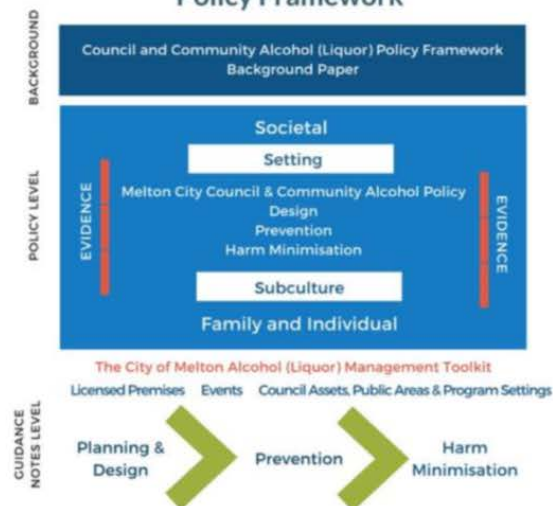 Policy Framework
BACKGROUND
Council and Community Alcohol (Liquor) Policy Framework
Background Paper
POLICY LEVEL
Societal
Setting
EVIDENCE
Melton City Council & Community Alcohol Policy
Design
Prevention
Harm Minimisation
EVIDENCE
Subculture
Family and Individual
The City of Melton Alcohol (Liquor) Management Toolkit
Licensed Premises Events Council Assets, Public Areas & Program Settings
GUIDANCE
NOTES LEVEL
Planning &
Design
Prevention
Harm
Minimisation